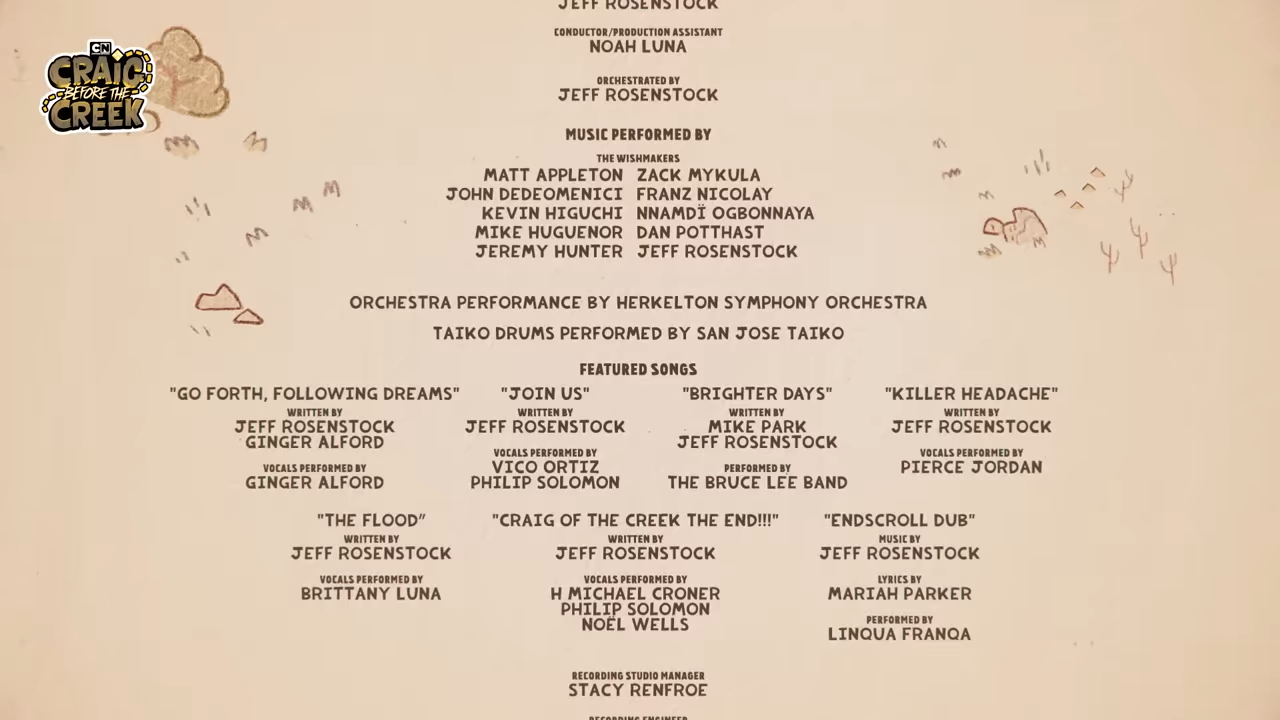 JEFF ROSENSTOCK
CN
CRAIG
BEFORE THE
CREEK
CONDUCTOR/PRODUCTION ASSISTANT
NOAH LUNA
ORCHESTRATED BY
JEFF ROSENSTOCK
MUSIC PERFORMED BY
THE WISHMAKERS
MATT APPLETON ZACK MYKULA
JOHN DEDEOMENICI FRANZ NICOLAY
KEVIN HIGUCHI NNAMDÏ OGBONNAYA
MIKE HUGUENOR DAN POTTHAST
JEREMY HUNTER JEFF ROSENSTOCK
ORCHESTRA PERFORMANCE BY HERKELTON SYMPHONY ORCHESTRA
TAIKO DRUMS PERFORMED BY SAN JOSE TAIKO
FEATURED SONGS
"GO FORTH, FOLLOWING DREAMS"
WRITTEN BY
JEFF ROSENSTOCK
GINGER ALFORD
VOCALS PERFORMED BY
GINGER ALFORD
"JOIN US"
WRITTEN BY
JEFF ROSENSTOCK
VOCALS PERFORMED BY
VICO ORTIZ
PHILIP SOLOMON
"BRIGHTER DAYS"
WRITTEN BY
MIKE PARK
JEFF ROSENSTOCK
PERFORMED BY
THE BRUCE LEE BAND
"KILLER HEADACHE"
WRITTEN BY
JEFF ROSENSTOCK
VOCALS PERFORMED BY
PIERCE JORDAN
"THE FLOOD"
WRITTEN BY
JEFF ROSENSTOCK
VOCALS PERFORMED BY
BRITTANY LUNA
"CRAIG OF THE CREEK THE END!!!"
WRITTEN BY
JEFF ROSENSTOCK
VOCALS PERFORMED BY
H MICHAEL CRONER
PHILIP SOLOMON
NOËL WELLS
"ENDSCROLL DUB"
MUSIC BY
JEFF ROSENSTOCK
LYRICS BY
MARIAH PARKER
PERFORMED BY
LINQUA FRANQA
RECORDING STUDIO MANAGER
STACY RENFROE
RECORDING ENGINEER